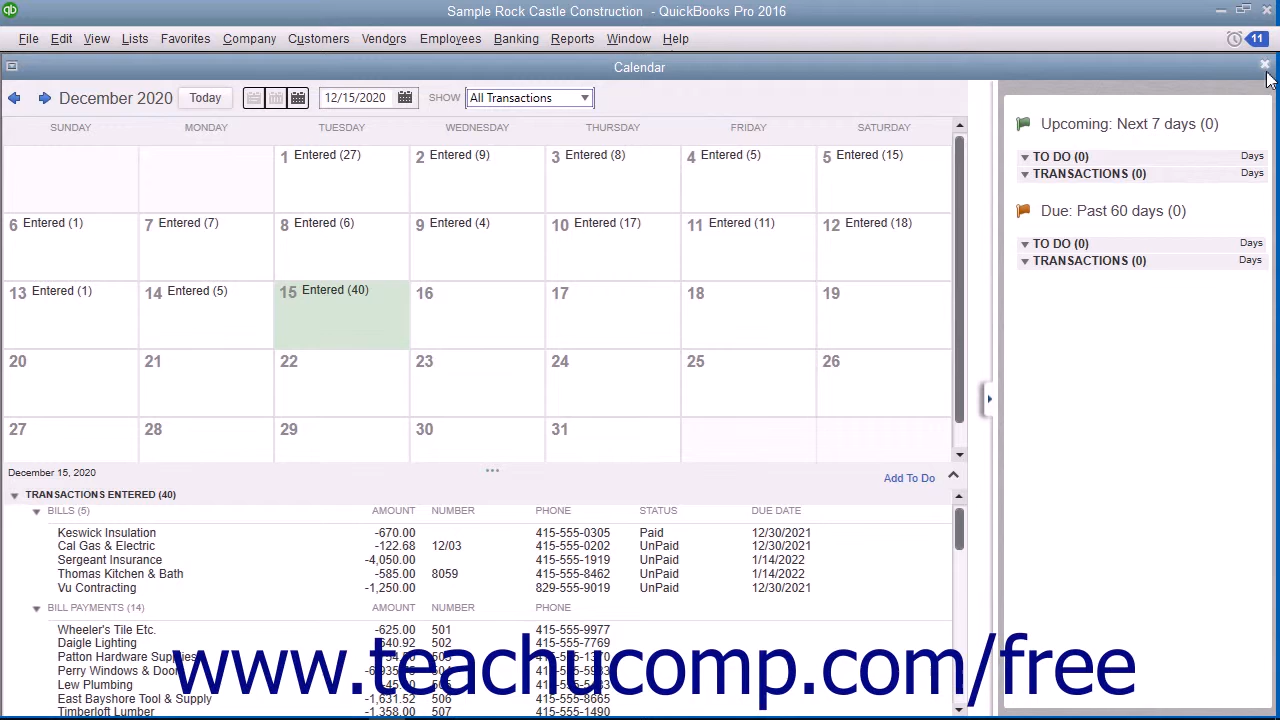 Sample Rock Castle Construction - QuickBooks Pro 2016
File Edit View Lists Favorites Company Customers Vendors Employees Banking Reports Window Help 11
Calendar
December 2020 Today 12/15/2020 SHOW All Transactions
SUNDAY MONDAY TUESDAY WEDNESDAY THURSDAY FRIDAY SATURDAY
1 Entered (27) 2 Entered (9) 3 Entered (8) 4 Entered (5) 5 Entered (15)
6 Entered (1) 7 Entered (7) 8 Entered (6) 9 Entered (4) 10 Entered (17) 11 Entered (11) 12 Entered (18)
13 Entered (1) 14 Entered (5) 15 Entered (40) 16 17 18 19
20 21 22 23 24 25 26
27 28 29 30 31
Upcoming: Next 7 days (0)
TO DO (0) Days
TRANSACTIONS (0) Days
Due: Past 60 days (0)
TO DO (0) Days
TRANSACTIONS (0) Days
December 15, 2020 Add To Do
TRANSACTIONS ENTERED (40)
BILLS (5) AMOUNT NUMBER PHONE STATUS DUE DATE
Keswick Insulation -670.00 415-555-0305 Paid 12/30/2021
Cal Gas & Electric -122.68 12/03 415-555-0202 UnPaid 12/30/2021
Sergeant Insurance -4,050.00 415-555-1919 UnPaid 1/14/2022
Thomas Kitchen & Bath -585.00 8059 415-555-8462 UnPaid 1/14/2022
Vu Contracting -1,250.00 829-555-9019 UnPaid 12/30/2021
BILL PAYMENTS (14) AMOUNT NUMBER PHONE
Wheeler's Tile Etc. -625.00 501 415-555-9977
Daigle Lighting 502 415-555-7769
Patton Hardware Supplies
Perry Windows & Doors
Lew Plumbing
East Bayshore Tool & Supply -1,631.52 506 415-555-8665
Timberloft Lumber -1,358.00 507 415-555-1490
www.teachucomp.com/free